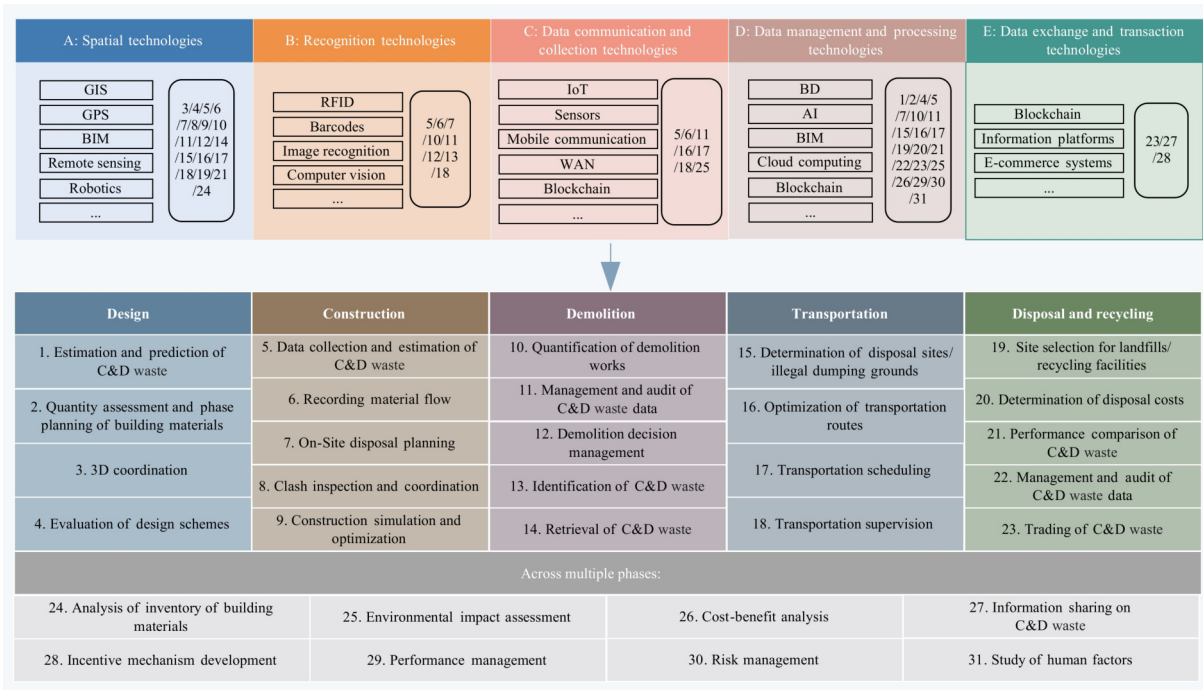 A: Spatial technologies
GIS
GPS
BIM
Remote sensing
Robotics
...
3/4/5/6
/7/8/9/10
/11/12/14
/15/16/17
/18/19/21
/24
B: Recognition technologies
RFID
Barcodes
Image recognition
Computer vision
...
5/6/7
/10/11
/12/13
/18
C: Data communication and
collection technologies
IoT
Sensors
Mobile communication
WAN
Blockchain
...
5/6/11
/16/17
/18/25
D: Data management and processing
technologies
BD
AI
BIM
Cloud computing
Blockchain
...
1/2/4/5
/7/10/11
/15/16/17
/19/20/21
/22/23/25
/26/29/30
/31
E: Data exchange and transaction
technologies
Blockchain
Information platforms
E-commerce systems
...
23/27
/28
Design
1. Estimation and prediction of
C&D waste
2. Quantity assessment and phase
planning of building materials
3. 3D coordination
4. Evaluation of design schemes
Construction
5. Data collection and estimation of
C&D waste
6. Recording material flow
7. On-Site disposal planning
8. Clash inspection and coordination
9. Construction simulation and
optimization
Demolition
10. Quantification of demolition
works
11. Management and audit of
C&D waste data
12. Demolition decision
management
13. Identification of C&D waste
14. Retrieval of C&D waste
Transportation
15. Determination of disposal sites/
illegal dumping grounds
16. Optimization of transportation
routes
17. Transportation scheduling
18. Transportation supervision
Disposal and recycling
19. Site selection for landfills/
recycling facilities
20. Determination of disposal costs
21. Performance comparison of
C&D waste
22. Management and audit of
C&D waste data
23. Trading of C&D waste
Across multiple phases:
24. Analysis of inventory of building
materials
25. Environmental impact assessment
26. Cost-benefit analysis
27. Information sharing on
C&D waste
28. Incentive mechanism development
29. Performance management
30. Risk management
31. Study of human factors